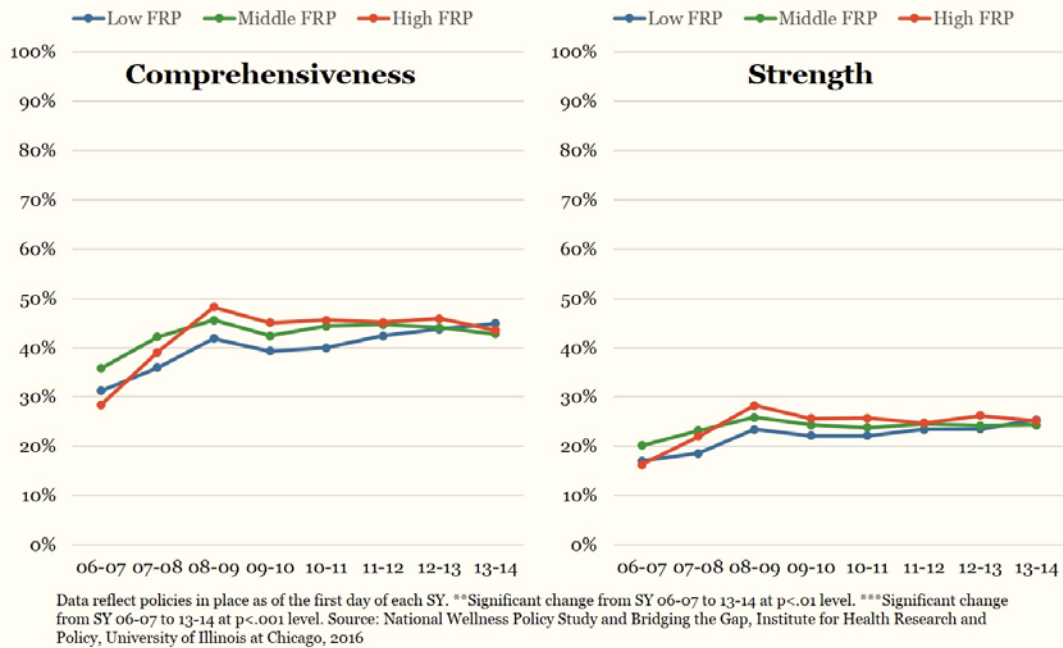 Low FRP Middle FRP High FRP
Comprehensiveness
100%
90%
80%
70%
60%
50%
40%
30%
20%
10%
0%
06-07 07-08 08-09 09-10 10-11 11-12 12-13 13-14
Low FRP Middle FRP High FRP
Strength
100%
90%
80%
70%
60%
50%
40%
30%
20%
10%
0%
06-07 07-08 08-09 09-10 10-11 11-12 12-13 13-14
Data reflect policies in place as of the first day of each SY. **Significant change from SY 06-07 to 13-14 at p<.01 level. ***Significant change
from SY 06-07 to 13-14 at p<.001 level. Source: National Wellness Policy Study and Bridging the Gap, Institute for Health Research and
Policy, University of Illinois at Chicago, 2016